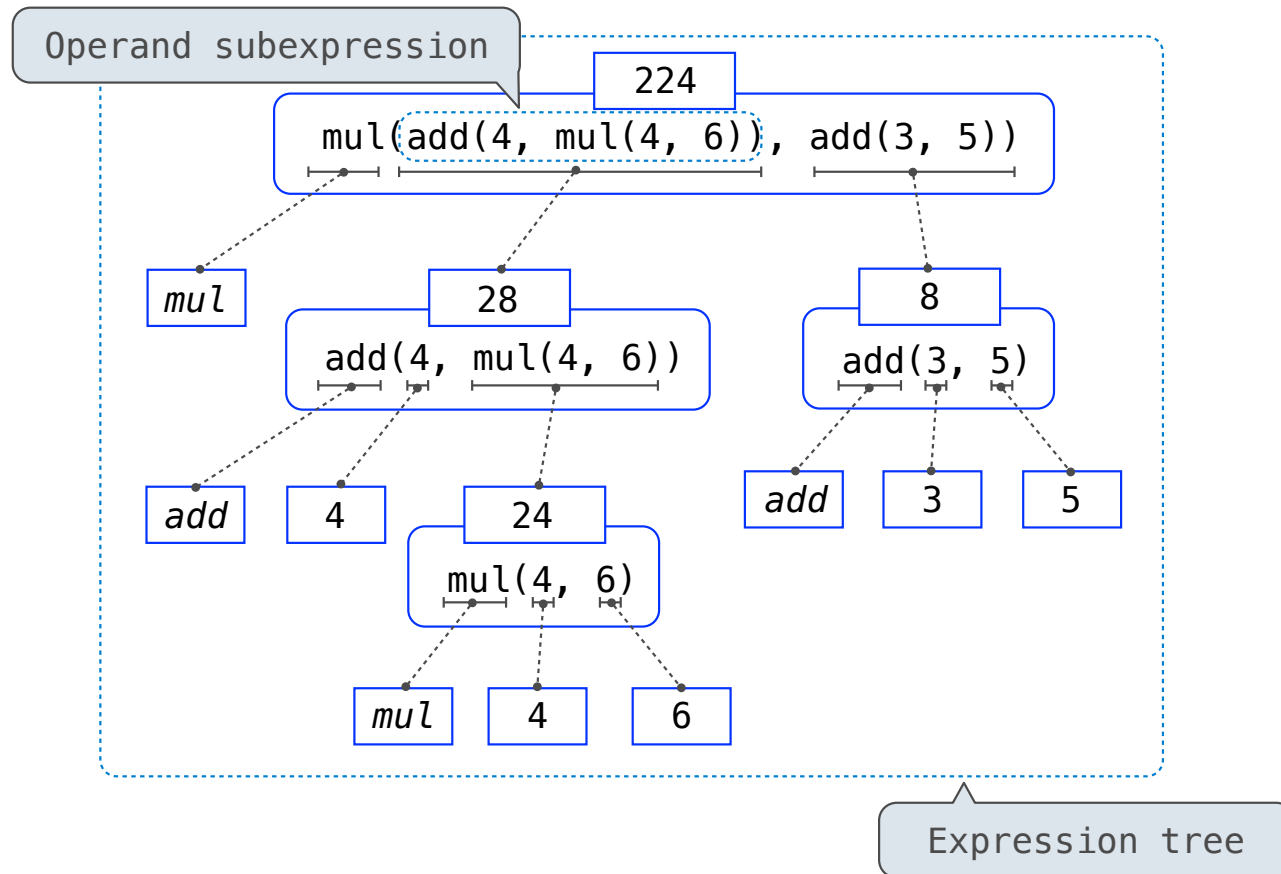 Operand subexpression
224
mul(add(4, mul(4, 6)), add(3, 5))
mul
28
8
add(4, mul(4, 6))
add(3, 5)
add
4
24
add
3
5
mul(4, 6)
mul
4
6
Expression tree